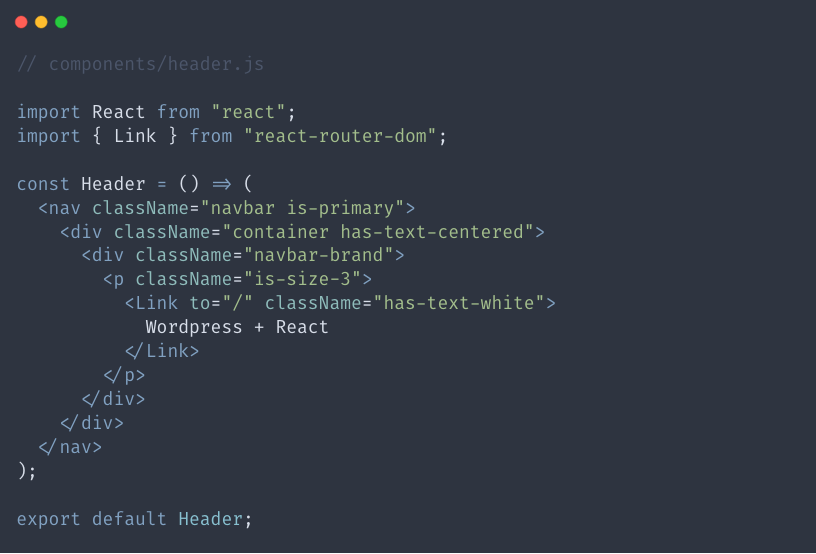 // components/header.js

import React from "react";
import { Link } from "react-router-dom";

const Header = () => (
  <nav className="navbar is-primary">
    <div className="container has-text-centered">
      <div className="navbar-brand">
        <p className="is-size-3">
          <Link to="/" className="has-text-white">
            Wordpress + React
          </Link>
        </p>
      </div>
    </div>
  </nav>
);

export default Header;